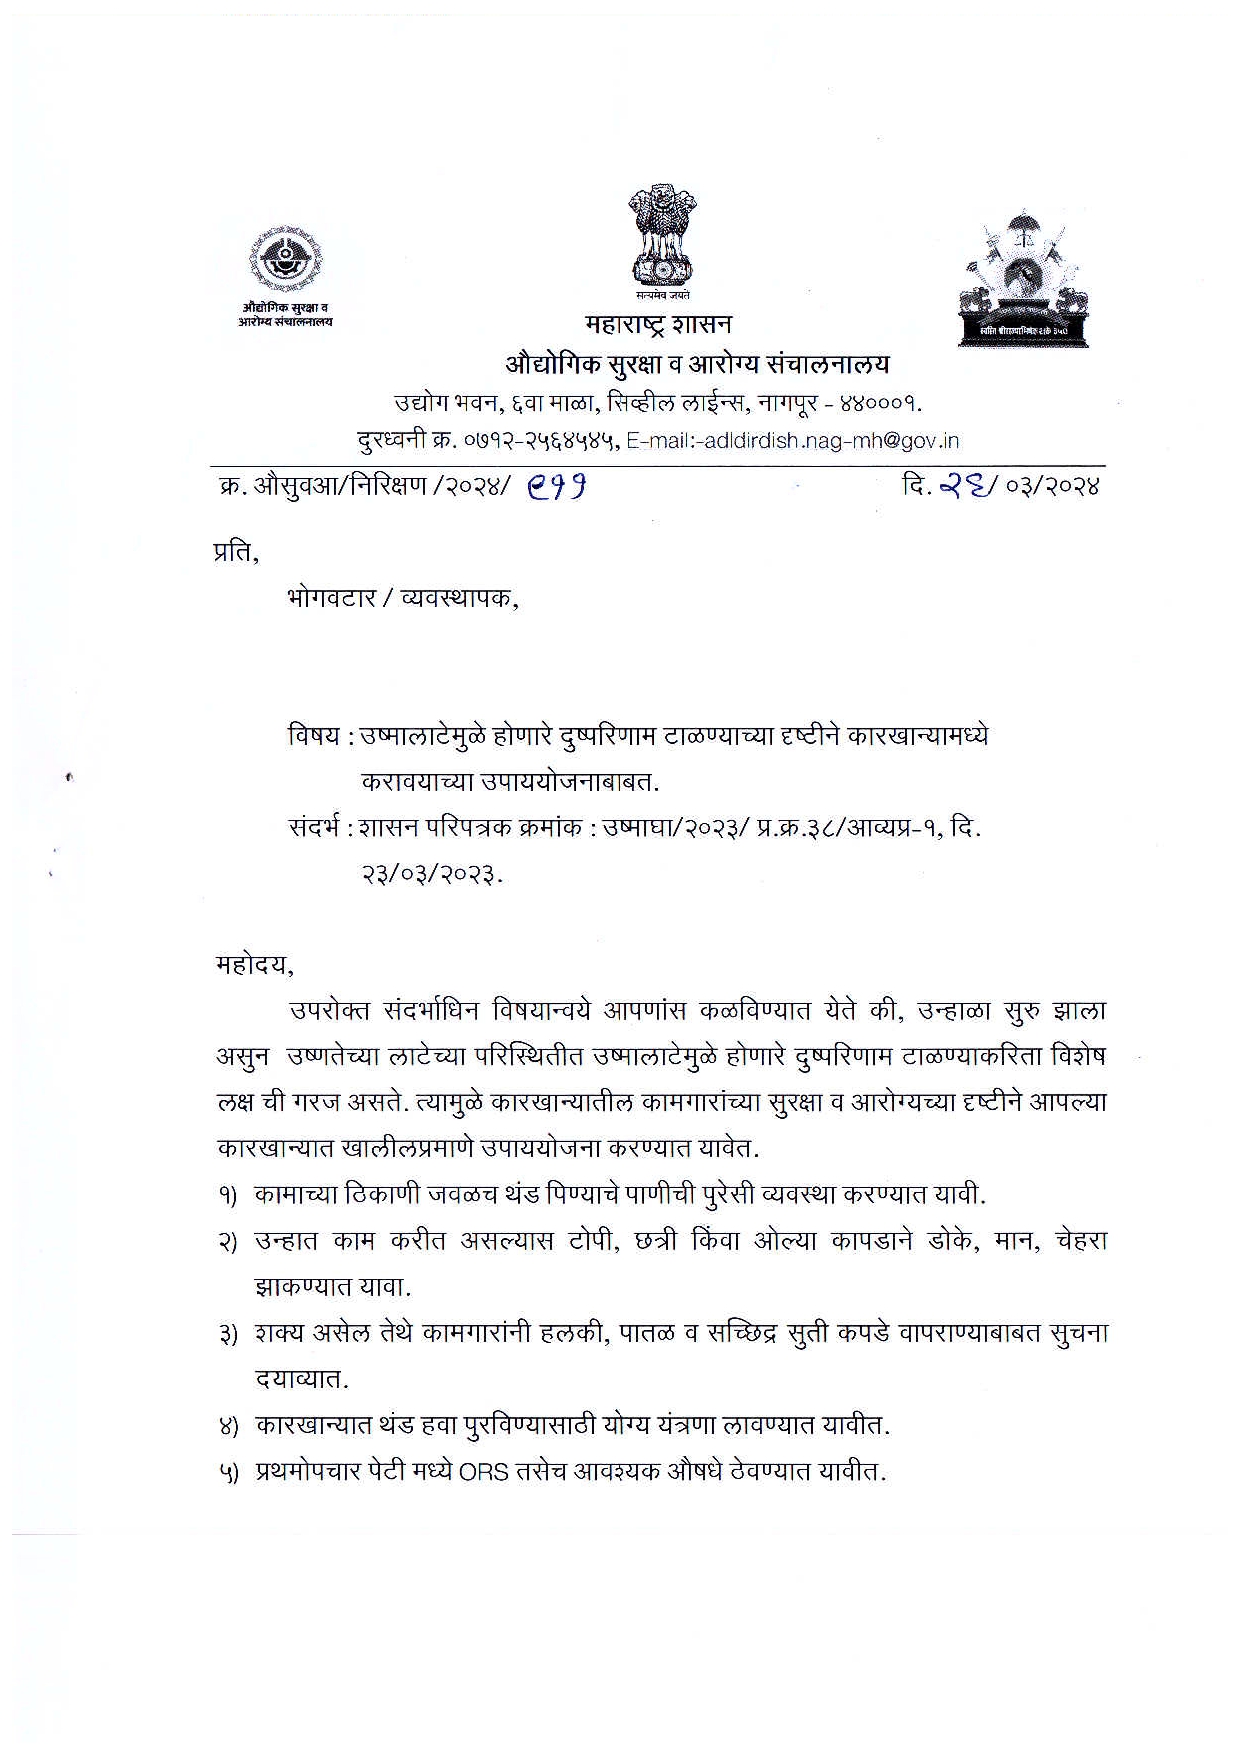 सत्यमेव जयते
औद्योगिक सुरक्षा व
आरोग्य संचालनालय
महाराष्ट्र शासन
औद्योगिक सुरक्षा व आरोग्य संचालनालय
उद्योग भवन, ६वा माळा, सिव्हील लाईन्स, नागपूर - ४४०००१.
दुरध्वनी क्र. ०७१२-२५६४५४५, E-mail:-adldirdish.nag-mh@gov.in
क्र. औसुवआ/निरिक्षण /२०२४/ ९११ दि. २६/ ०३/२०२४
प्रति,
भोगवटार / व्यवस्थापक,
विषय : उष्मालाटेमुळे होणारे दुष्परिणाम टाळण्याच्या दृष्टीने कारखान्यामध्ये
करावयाच्या उपाययोजनाबाबत.
संदर्भ : शासन परिपत्रक क्रमांक : उष्माघा/२०२३/ प्र.क्र.३८/आव्यप्र-१, दि.
२३/०३/२०२३.
महोदय,
उपरोक्त संदर्भाधिन विषयान्वये आपणांस कळविण्यात येते की, उन्हाळा सुरु झाला
असुन उष्णतेच्या लाटेच्या परिस्थितीत उष्मालाटेमुळे होणारे दुष्परिणाम टाळण्याकरिता विशेष
लक्ष ची गरज असते. त्यामुळे कारखान्यातील कामगारांच्या सुरक्षा व आरोग्यच्या दृष्टीने आपल्या
कारखान्यात खालीलप्रमाणे उपाययोजना करण्यात यावेत.
१) कामाच्या ठिकाणी जवळच थंड पिण्याचे पाणीची पुरेसी व्यवस्था करण्यात यावी.
२) उन्हात काम करीत असल्यास टोपी, छत्री किंवा ओल्या कापडाने डोके, मान, चेहरा
झाकण्यात यावा.
३) शक्य असेल तेथे कामगारांनी हलकी, पातळ व सच्छिद्र सुती कपडे वापराण्याबाबत सुचना
दयाव्यात.
४) कारखान्यात थंड हवा पुरविण्यासाठी योग्य यंत्रणा लावण्यात यावीत.
५) प्रथमोपचार पेटी मध्ये ORS तसेच आवश्यक औषधे ठेवण्यात यावीत.